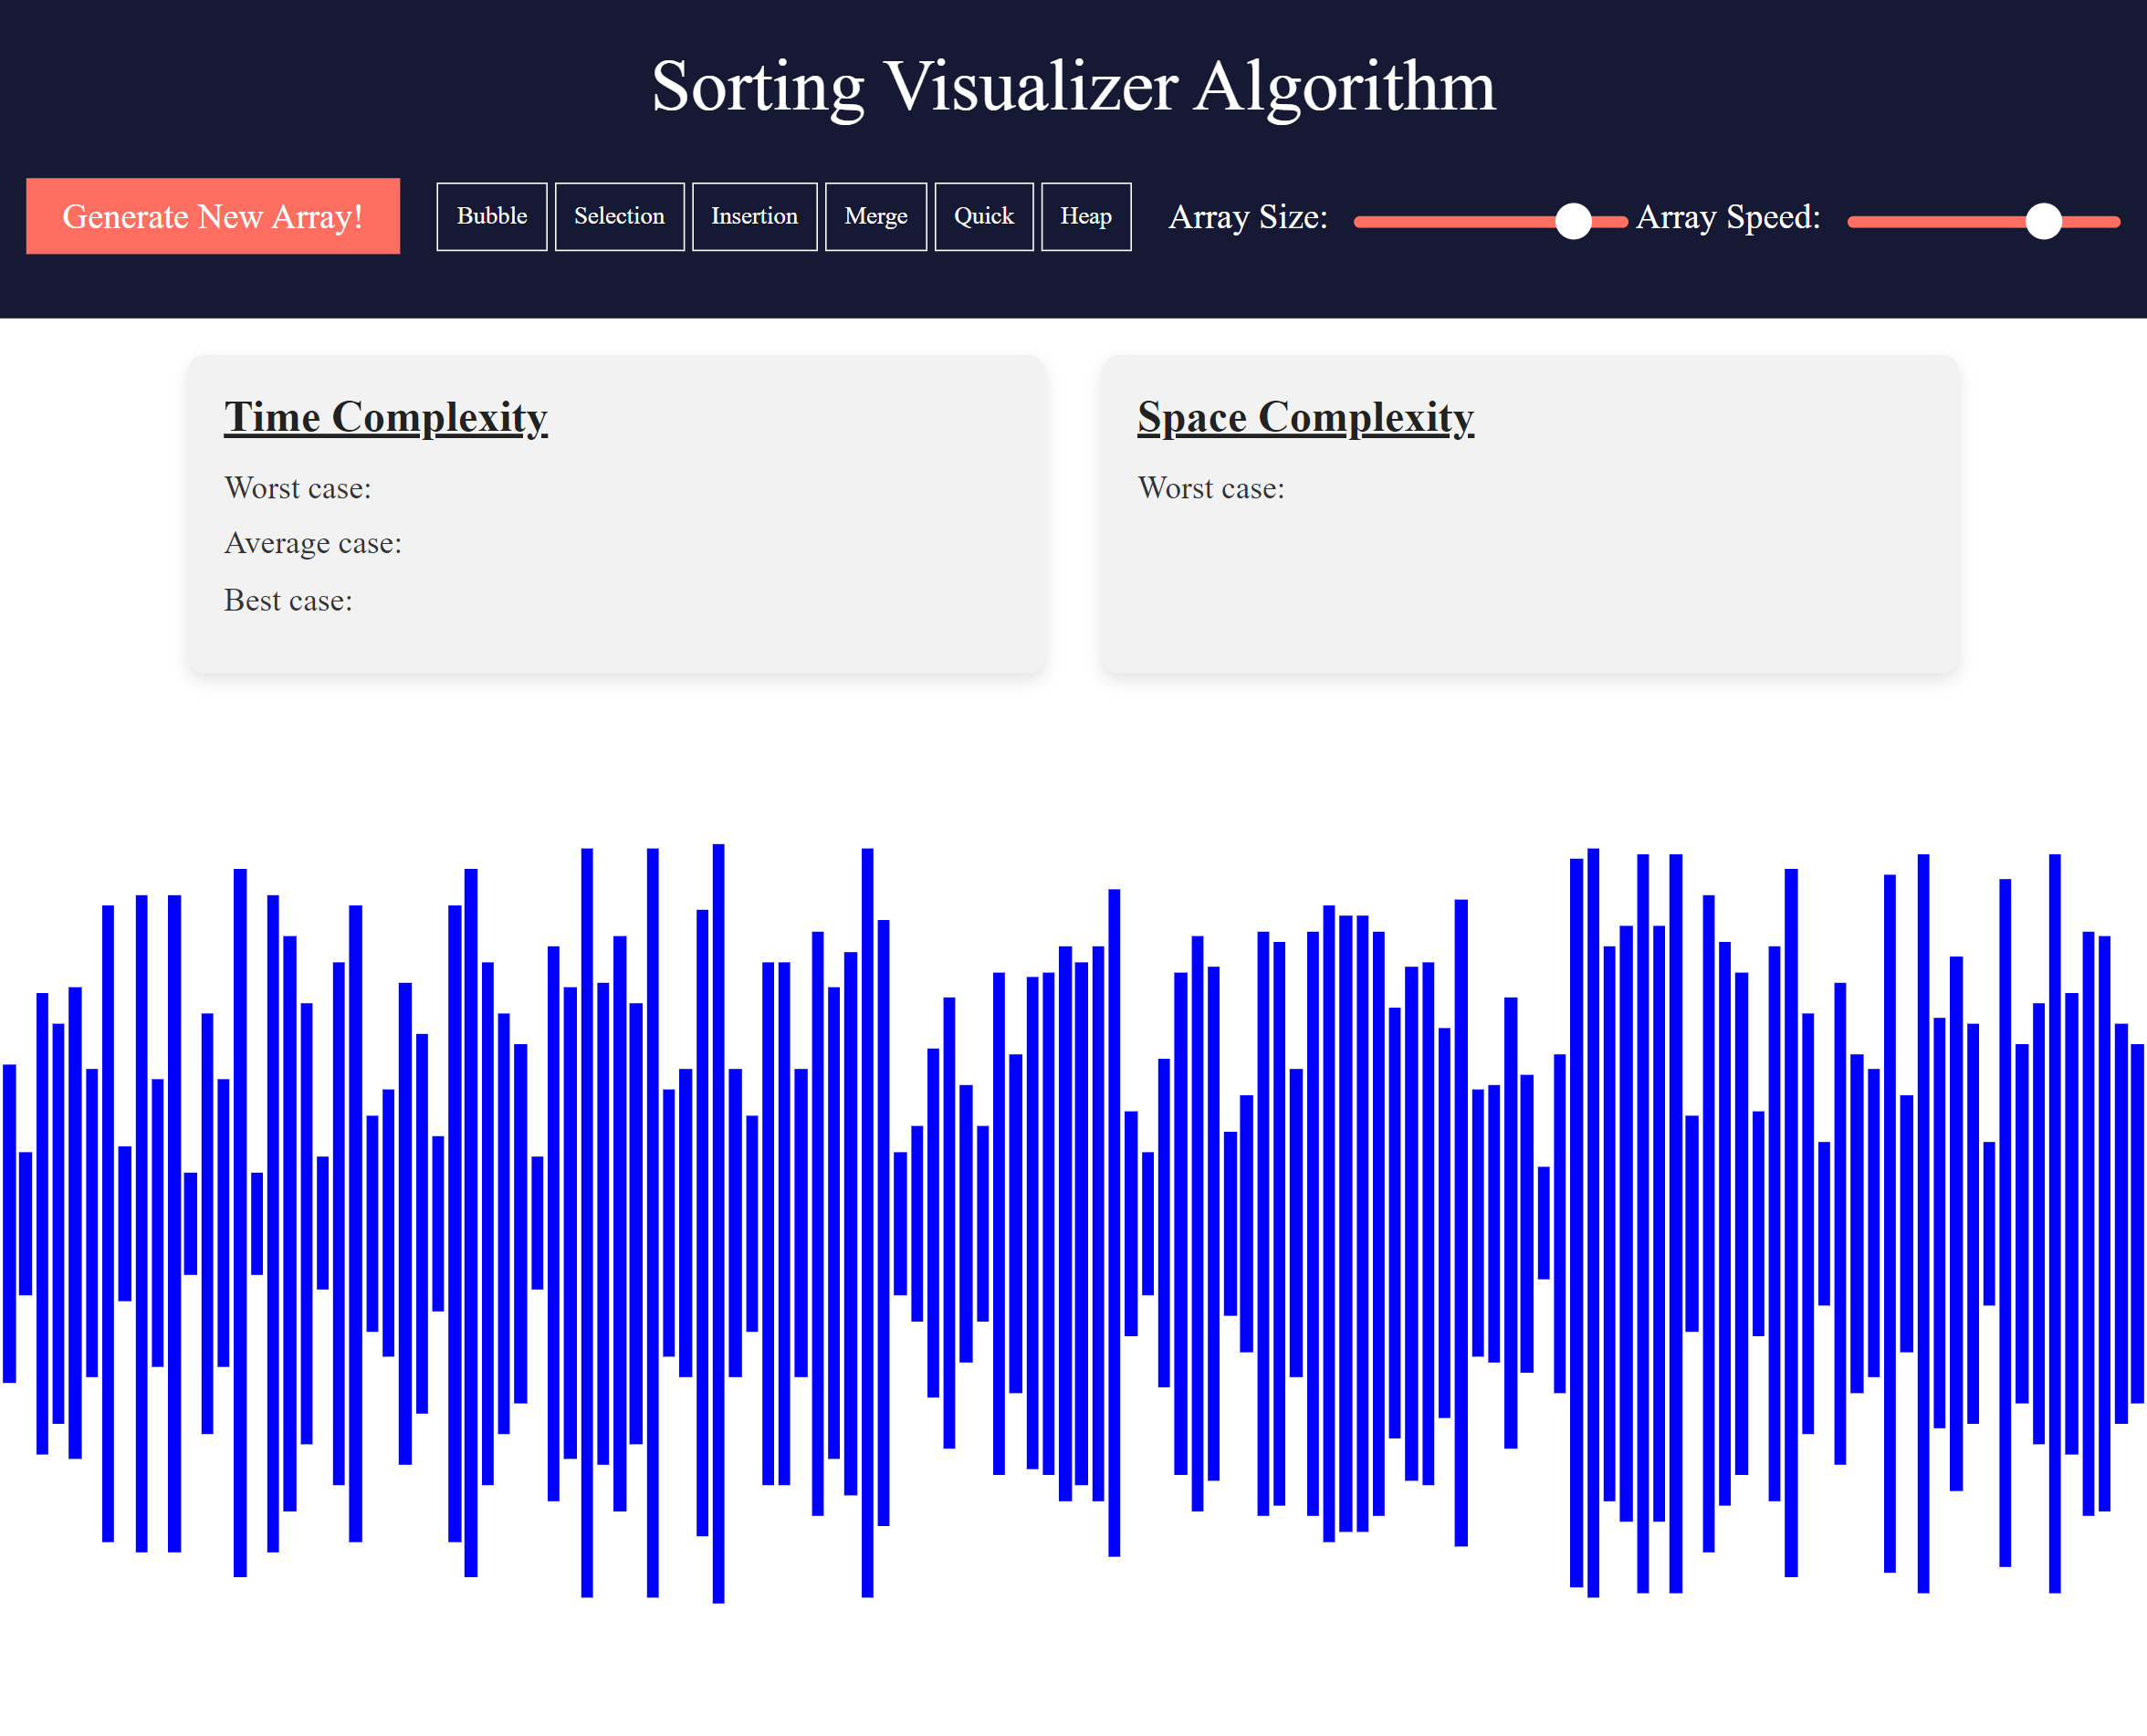 Sorting Visualizer Algorithm
Generate New Array! Bubble Selection Insertion Merge Quick Heap Array Size: Array Speed:
Time Complexity
Worst case:
Average case:
Best case:
Space Complexity
Worst case: